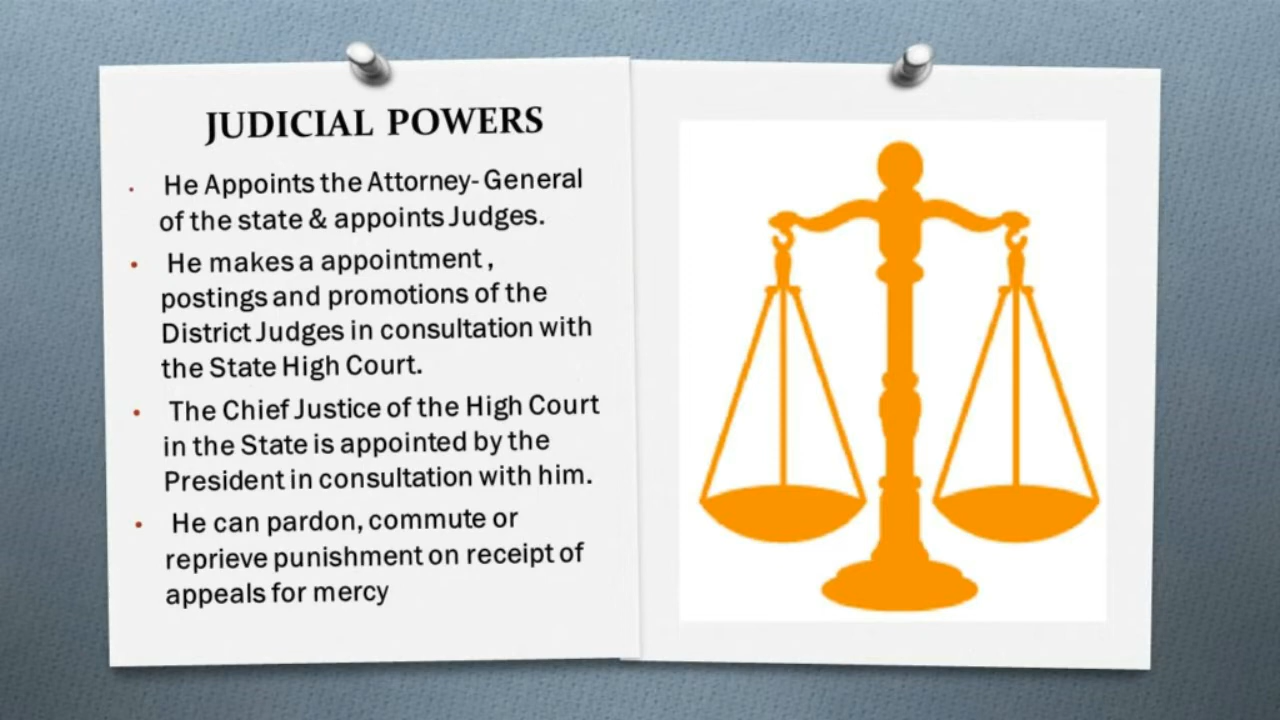 JUDICIAL POWERS
• He Appoints the Attorney- General
of the state & appoints Judges.
• He makes a appointment ,
postings and promotions of the
District Judges in consultation with
the State High Court.
• The Chief Justice of the High Court
in the State is appointed by the
President in consultation with him.
• He can pardon, commute or
reprieve punishment on receipt of
appeals for mercy